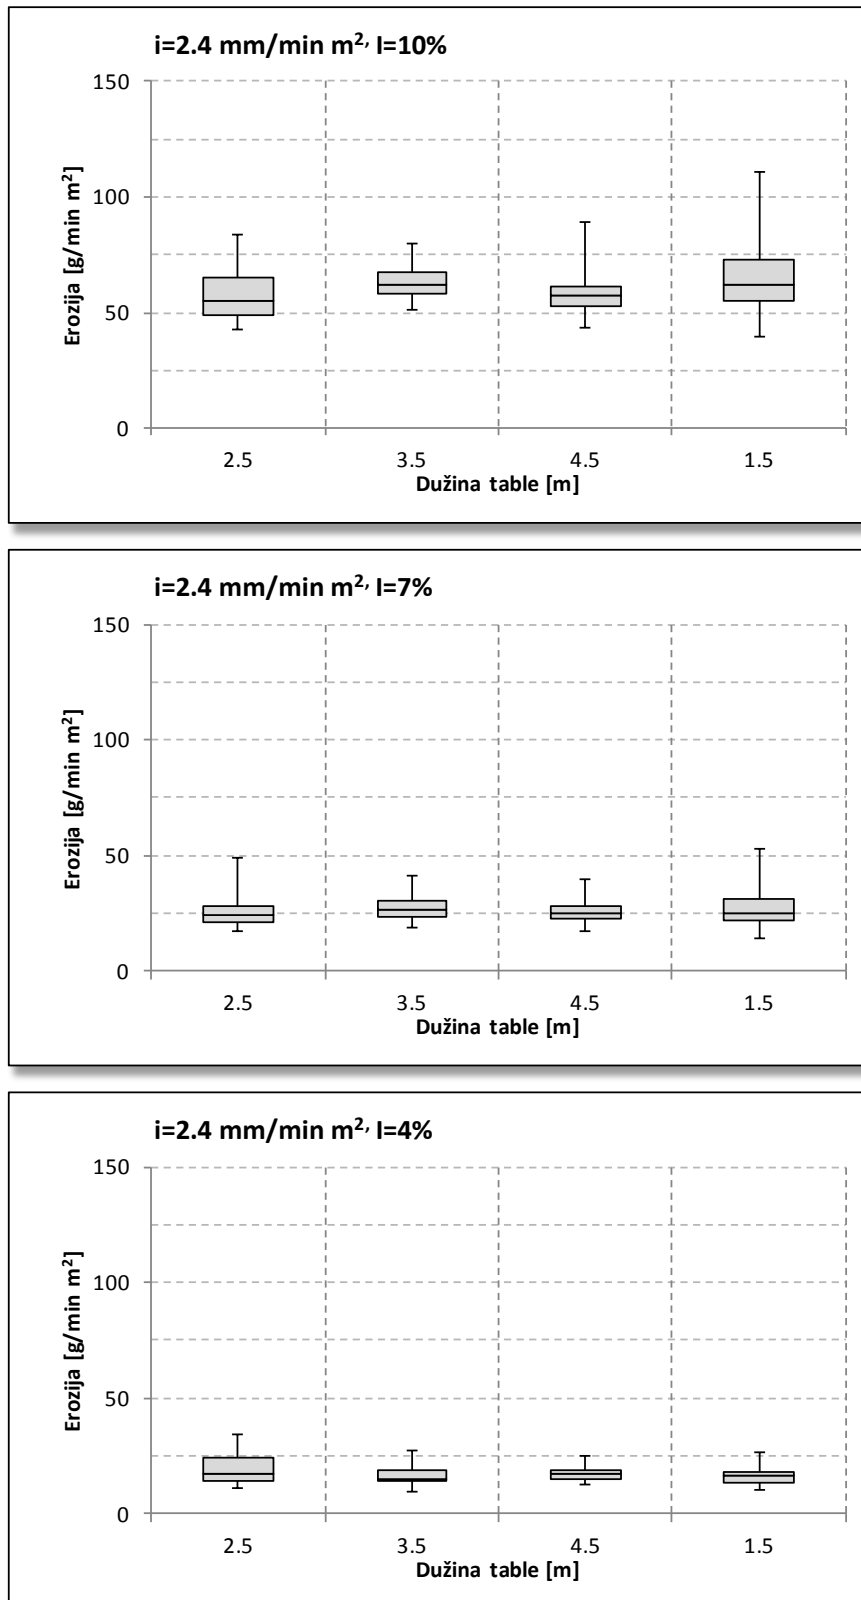 i=2.4 mm/min m², I=10%
150
100
50
0
Erozija [g/min m²]
2.5 3.5 4.5 1.5
Dužina table [m]
i=2.4 mm/min m², I=7%
150
100
50
0
Erozija [g/min m²]
2.5 3.5 4.5 1.5
Dužina table [m]
i=2.4 mm/min m², I=4%
150
100
50
0
Erozija [g/min m²]
2.5 3.5 4.5 1.5
Dužina table [m]